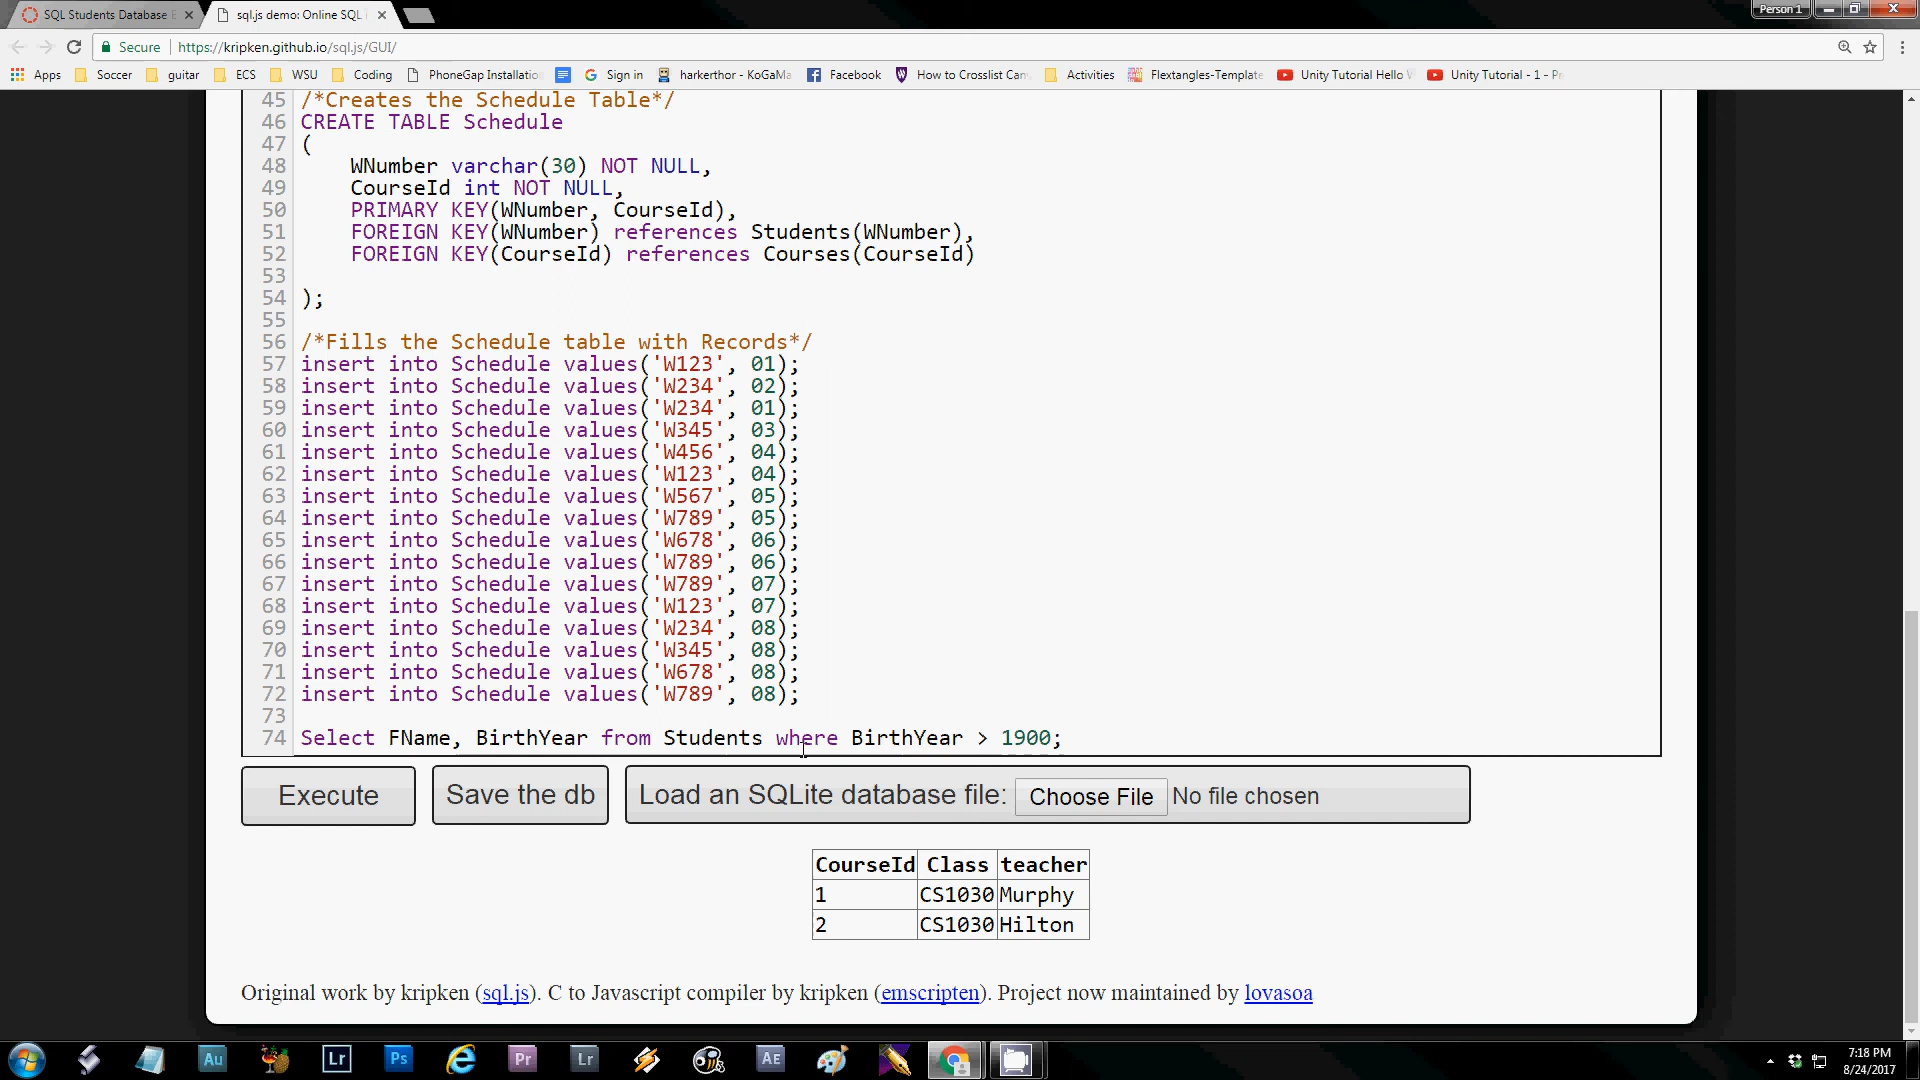 SQL Students Database E
sql.js demo: Online SQL
Person 1
Secure https://kripken.github.io/sql.js/GUI/
Apps Soccer guitar ECS WSU Coding PhoneGap Installatio Sign in harkerthor - KoGaMa Facebook How to Crosslist Can Activities Flextangles-Template Unity Tutorial Hello Unity Tutorial - 1 - Pr
45 /*Creates the Schedule Table*/
46 CREATE TABLE Schedule
47 (
48 WNumber varchar(30) NOT NULL,
49 CourseId int NOT NULL,
50 PRIMARY KEY(WNumber, CourseId),
51 FOREIGN KEY(WNumber) references Students(WNumber),
52 FOREIGN KEY(CourseId) references Courses(CourseId)
53
54 );
55
56 /*Fills the Schedule table with Records*/
57 insert into Schedule values('W123', 01);
58 insert into Schedule values('W234', 02);
59 insert into Schedule values('W234', 01);
60 insert into Schedule values('W345', 03);
61 insert into Schedule values('W456', 04);
62 insert into Schedule values('W123', 04);
63 insert into Schedule values('W567', 05);
64 insert into Schedule values('W789', 05);
65 insert into Schedule values('W678', 06);
66 insert into Schedule values('W789', 06);
67 insert into Schedule values('W789', 07);
68 insert into Schedule values('W123', 07);
69 insert into Schedule values('W234', 08);
70 insert into Schedule values('W345', 08);
71 insert into Schedule values('W678', 08);
72 insert into Schedule values('W789', 08);
73
74 Select FName, BirthYear from Students where BirthYear > 1900;
Execute Save the db Load an SQLite database file: Choose File No file chosen
CourseId Class teacher
1 CS1030 Murphy
2 CS1030 Hilton
Original work by kripken (sql.js). C to Javascript compiler by kripken (emscripten). Project now maintained by lovasoa
Au Lr Ps Pr Lr AE
7:18 PM
8/24/2017